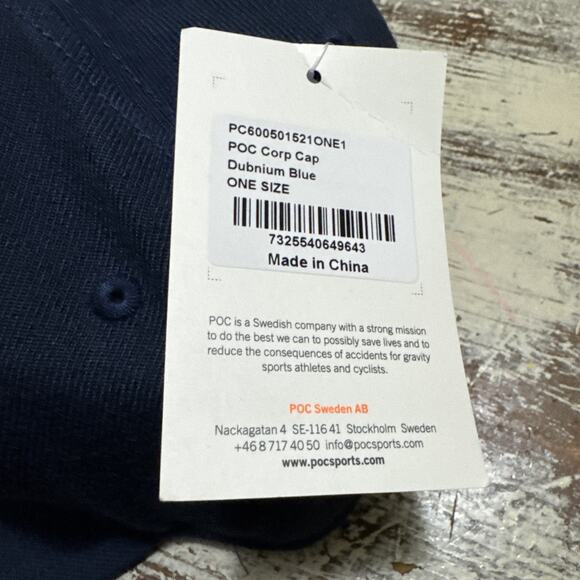 PC600501521ONE1
POC Corp Cap
Dubnium Blue
ONE SIZE
7325540649643
Made in China
POC is a Swedish company with a strong mission
to do the best we can to possibly save lives and to
reduce the consequences of accidents for gravity
sports athletes and cyclists.
POC Sweden AB
Nackagatan 4 SE-116 41 Stockholm Sweden
+46 8 717 40 50 info@pocsports.com
www.pocsports.com